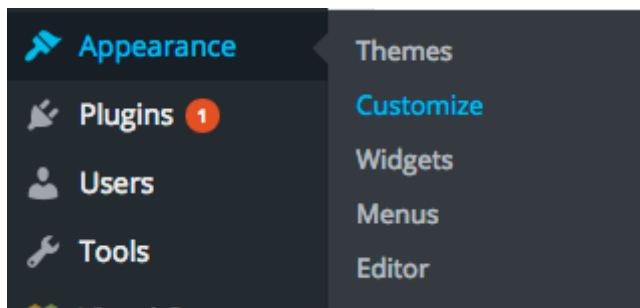 Appearance
Plugins 1
Users
Tools
Themes
Customize
Widgets
Menus
Editor